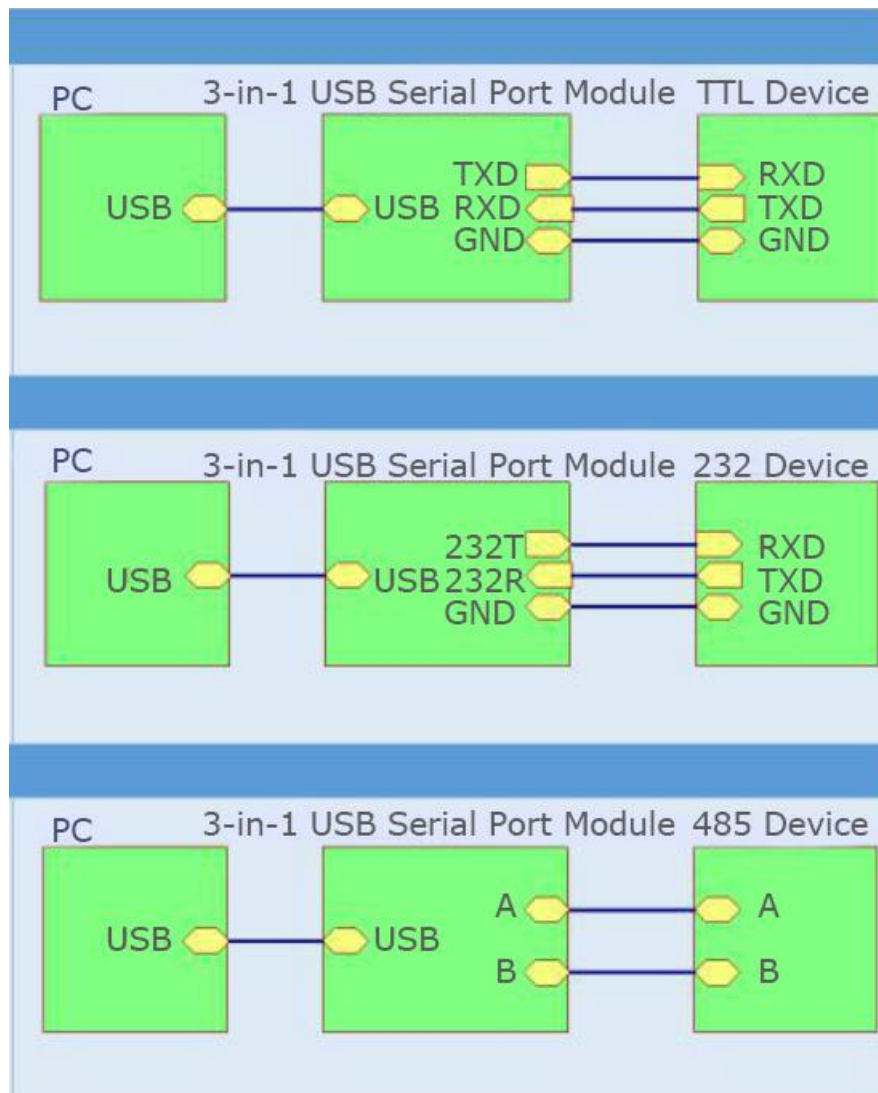 PC 3-in-1 USB Serial Port Module TTL Device
TXD RXD
USB USB RXD TXD
GND GND
PC 3-in-1 USB Serial Port Module 232 Device
232T RXD
USB USB 232R TXD
GND GND
PC 3-in-1 USB Serial Port Module 485 Device
A A
USB USB
B B